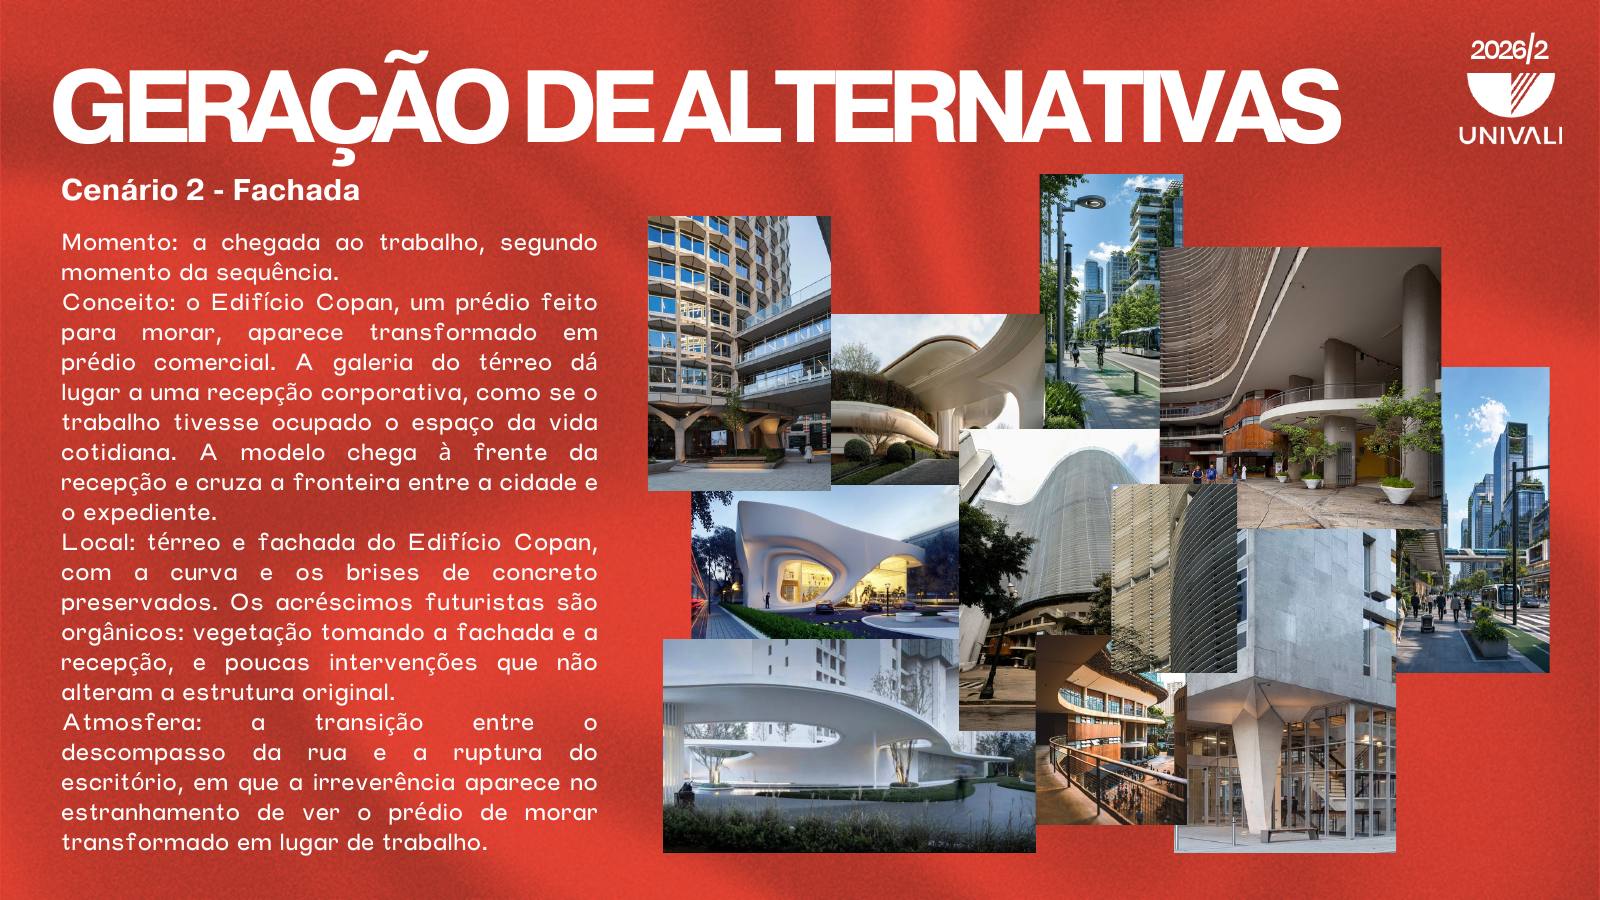 2026/2
GERAÇÃO DE ALTERNATIVAS
UNIVALI
Cenário 2 - Fachada
Momento: a chegada ao trabalho, segundo
momento da sequência.
Conceito: o Edifício Copan, um prédio feito
para morar, aparece transformado em
prédio comercial. A galeria do térreo dá
lugar a uma recepção corporativa, como se o
trabalho tivesse ocupado o espaço da vida
cotidiana. A modelo chega à frente da
recepção e cruza a fronteira entre a cidade e
o expediente.
Local: térreo e fachada do Edifício Copan,
com a curva e os brises de concreto
preservados. Os acréscimos futuristas são
orgânicos: vegetação tomando a fachada e a
recepção, e poucas intervenções que não
alteram a estrutura original.
Atmosfera: a transição entre o
descompasso da rua e a ruptura do
escritório, em que a irreverência aparece no
estranhamento de ver o prédio de morar
transformado em lugar de trabalho.